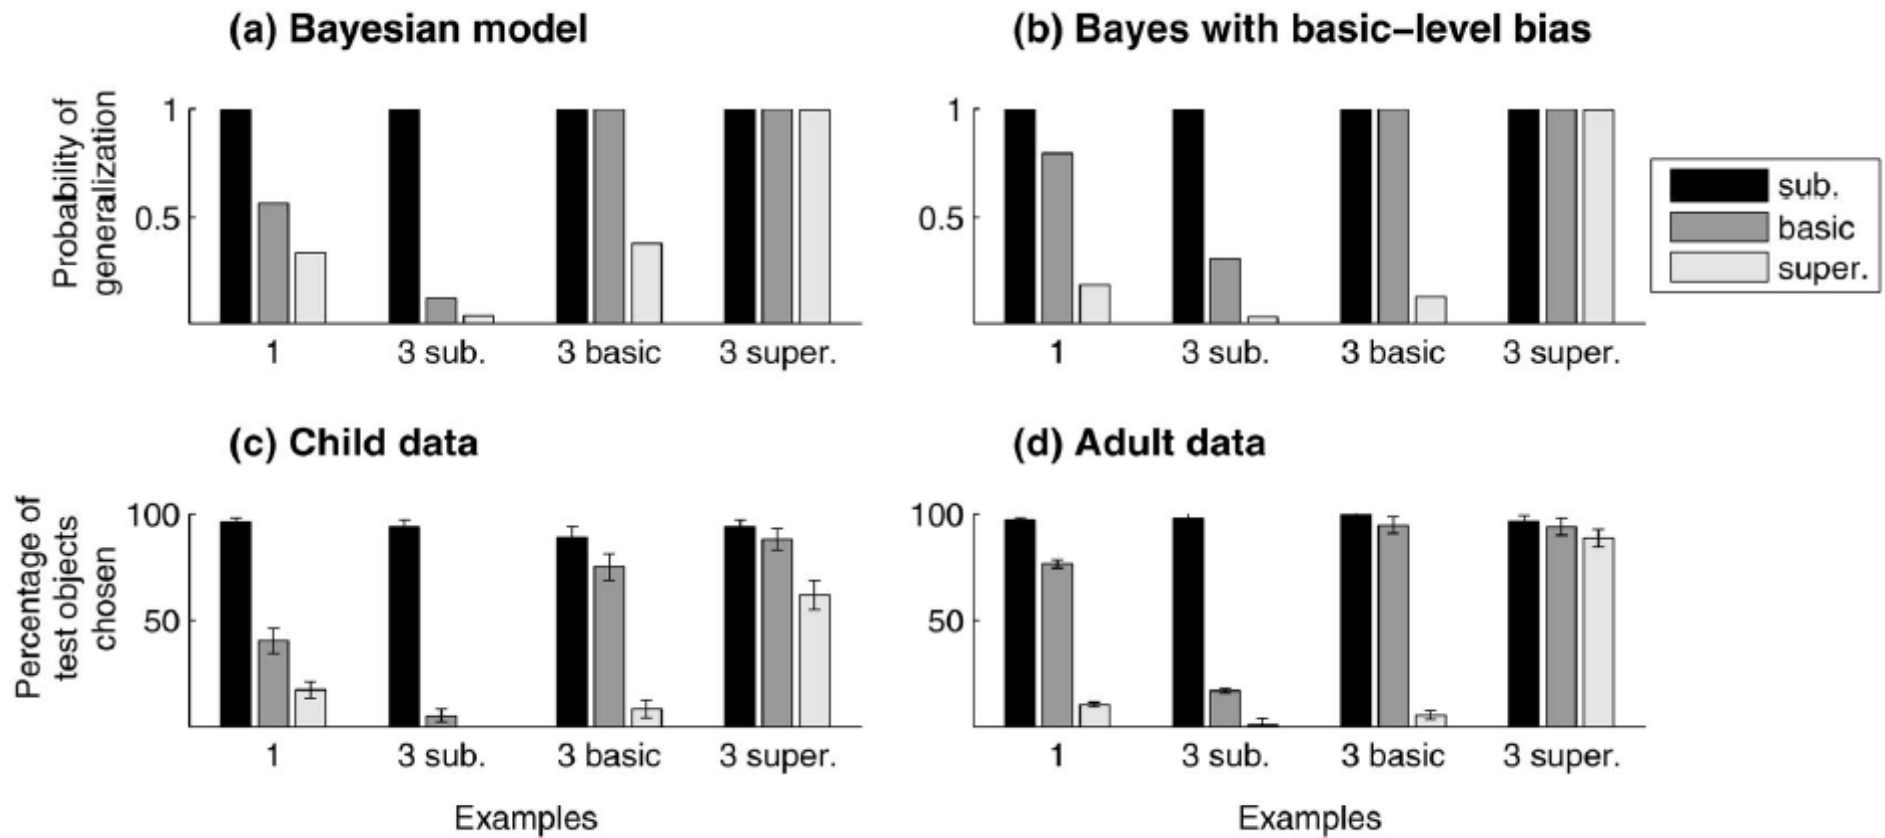 (a) Bayesian model
(b) Bayes with basic–level bias
Probability of
generalization
1
0.5
1
3 sub.
3 basic
3 super.
1
0.5
1
3 sub.
3 basic
3 super.
sub.
basic
super.
(c) Child data
(d) Adult data
Percentage of
test objects
chosen
100
50
1
3 sub.
3 basic
3 super.
Examples
100
50
1
3 sub.
3 basic
3 super.
Examples